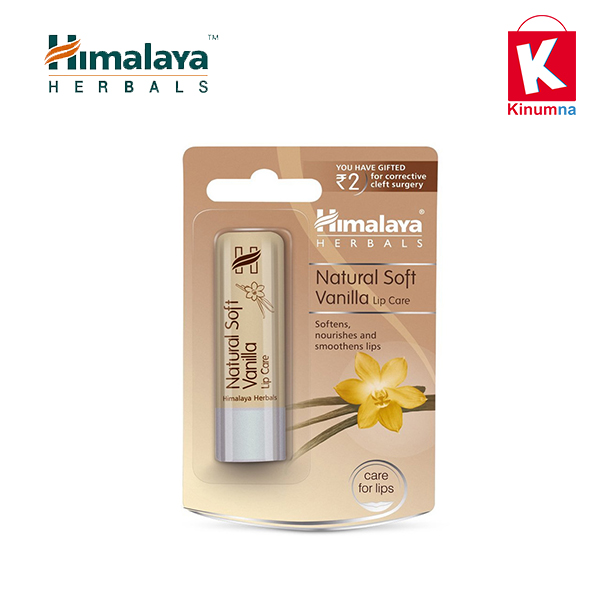 Himalaya™
HERBALS
K
Kinumna
YOU HAVE GIFTED
₹2 for corrective
cleft surgery
Himalaya®
HERBALS
Natural Soft
Vanilla Lip Care
Softens,
nourishes and
smoothens lips
care
for lips
Natural Soft
Vanilla
Lip Care
Himalaya Herbals